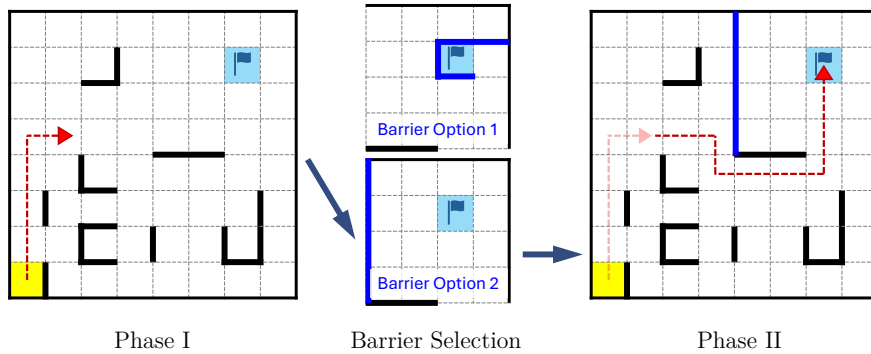 Barrier Option 1
Barrier Option 2
Phase I
Barrier Selection
Phase II